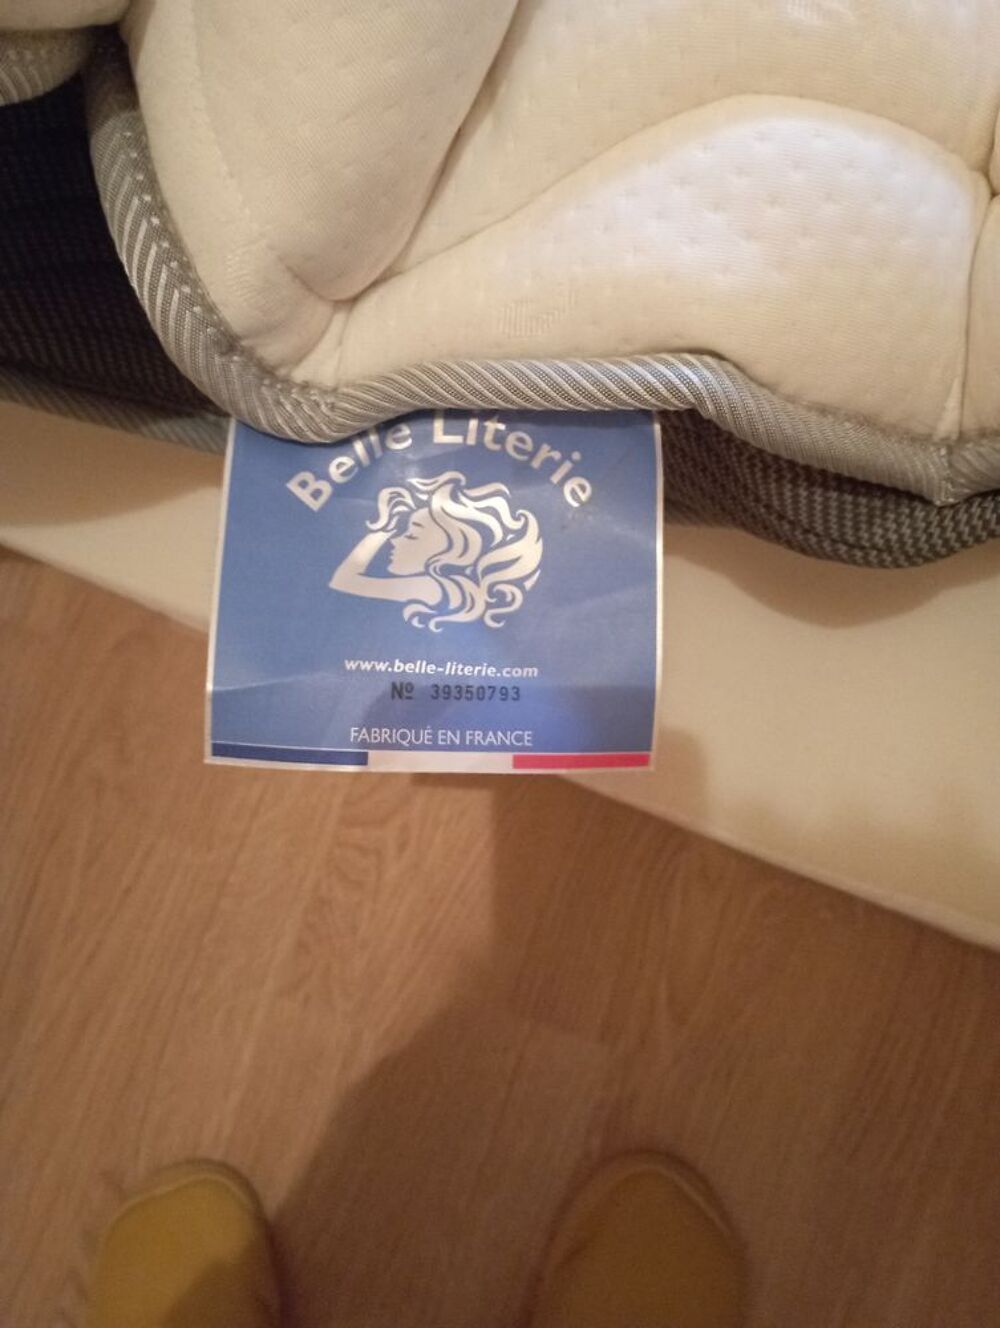 Belle Literie
www.belle-literie.com
Nº 39350793
FABRIQUÉ EN FRANCE